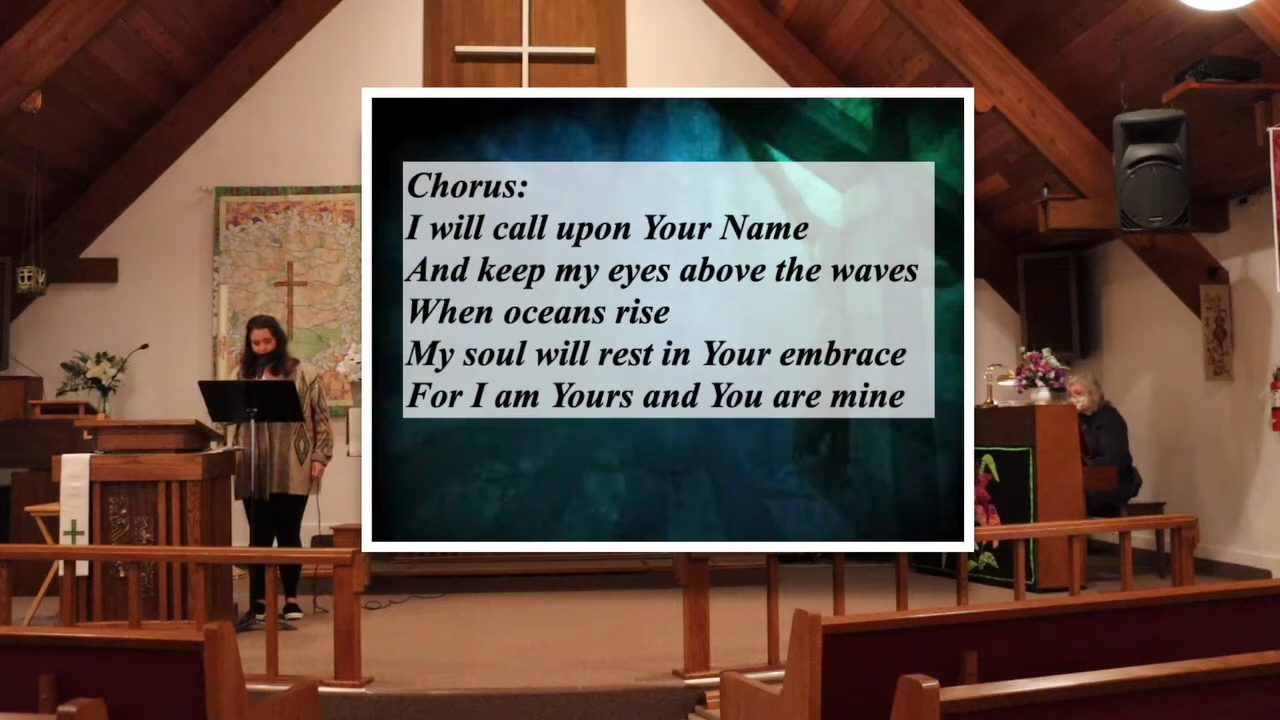 Chorus:
I will call upon Your Name
And keep my eyes above the waves
When oceans rise
My soul will rest in Your embrace
For I am Yours and You are mine